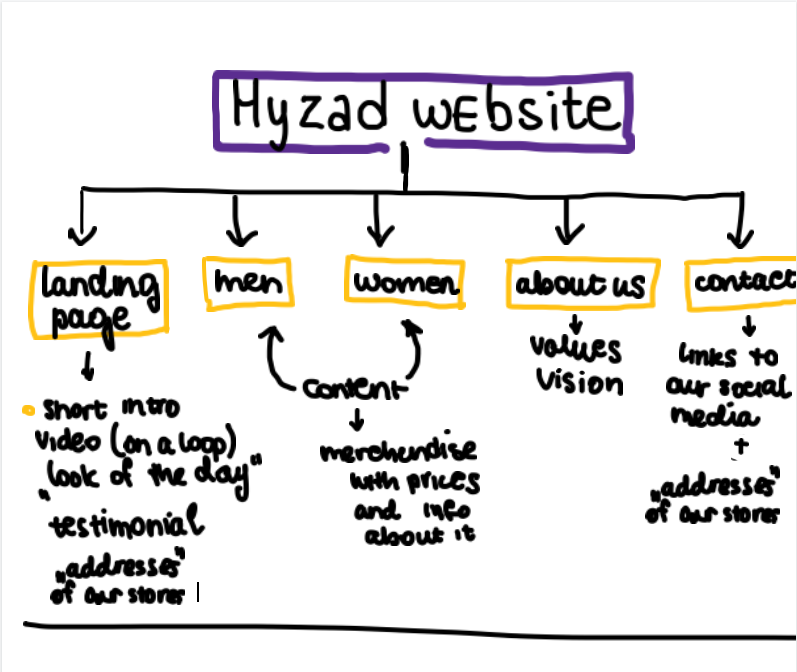 Hyzad website
landing
page
men
women
about us
contact
short intro
video (on a loop)
"look of the day"
testimonial
"addresses"
of our stores
content
merchandise
with prices
and info
about it
values
vision
links to
our social
media
+
"addresses"
of our stores